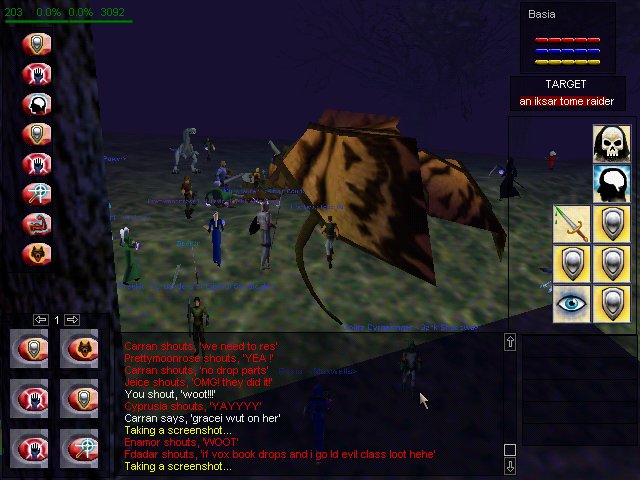 203 0.0% 0.0% 3092
Basia
TARGET
an iksar tome raider
1
Carran shouts, 'we need to res'
Prettymoonrose shouts, 'YEA !'
Carran shouts, 'no drop parts'
Jeice shouts, 'OMG! they did it!'
You shout, 'woot!!!'
Cyprusia shouts, 'YAYYYY'
Carran says, 'gracei wut on her'
Taking a screenshot...
Enamor shouts, 'WOOT'
Fdadar shouts, 'if vox book drops and i go ld evil class loot hehe'
Taking a screenshot...